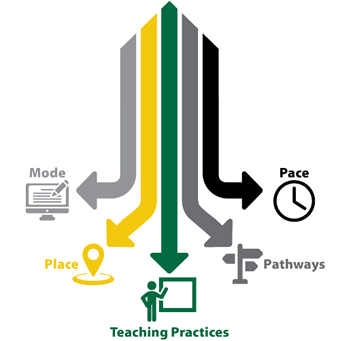 Mode
Pace
Place
Pathways
Teaching Practices